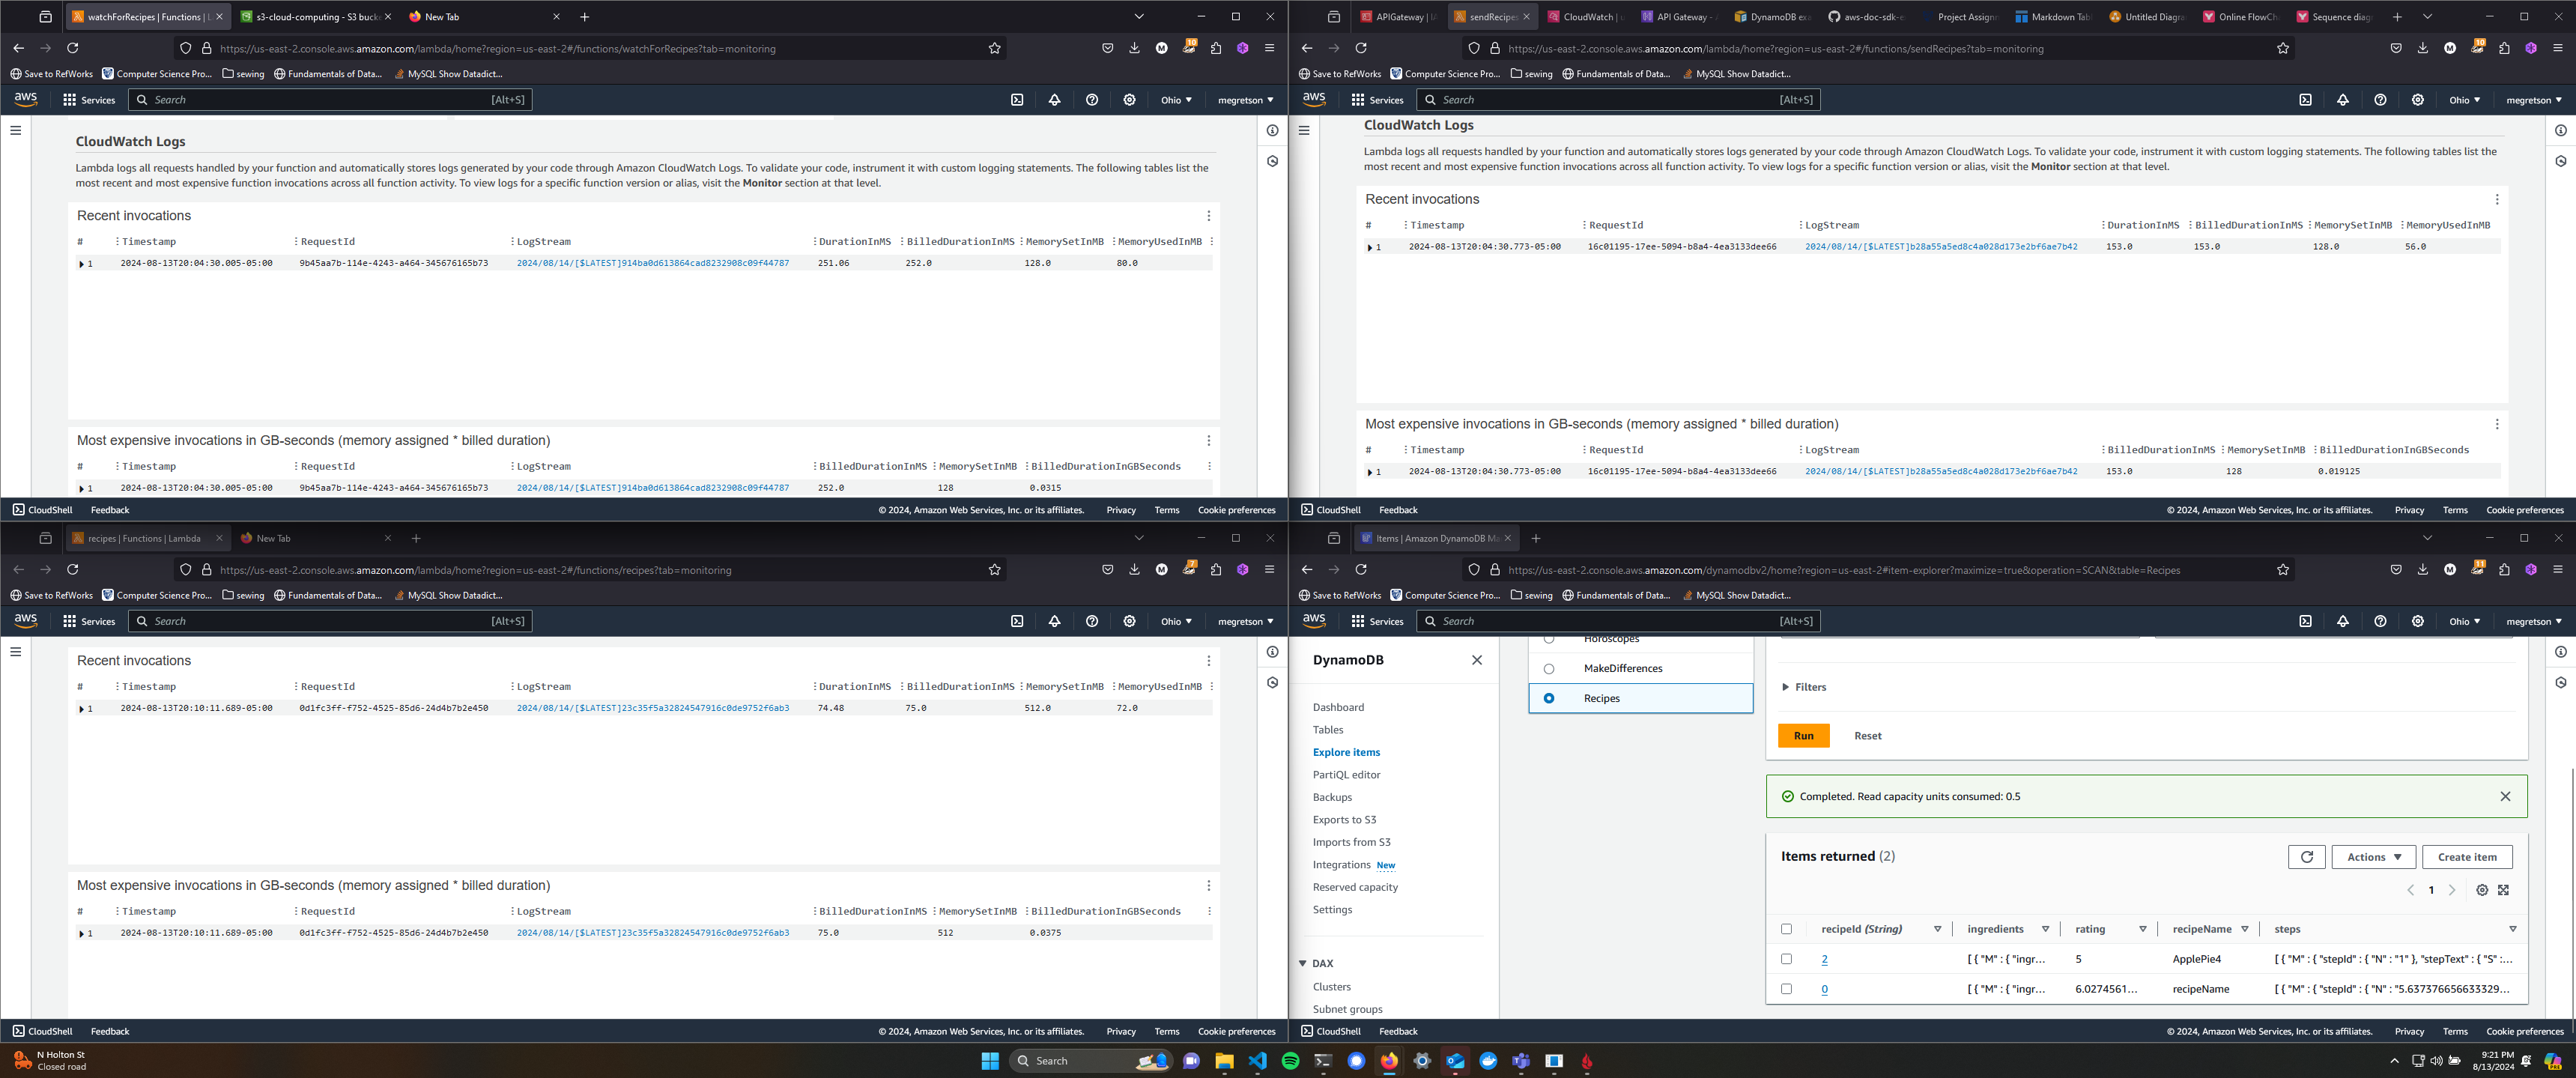 watchForRecipes | Functions | L
s3-cloud-computing - S3 bucke
New Tab
https://us-east-2.console.aws.amazon.com/lambda/home?region=us-east-2#/functions/watchForRecipes?tab=monitoring
10
Save to RefWorks
Computer Science Pro...
sewing
Fundamentals of Data...
MySQL Show Datadict...
aws
Services
Search
[Alt+S]
Ohio
megretson
CloudWatch Logs
Lambda logs all requests handled by your function and automatically stores logs generated by your code through Amazon CloudWatch Logs. To validate your code, instrument it with custom logging statements. The following tables list the
most recent and most expensive function invocations across all function activity. To view logs for a specific function version or alias, visit the Monitor section at that level.
Recent invocations
# Timestamp RequestId LogStream DurationInMS BilledDurationInMS MemorySetInMB MemoryUsedInMB
1 2024-08-13T20:04:30.005-05:00 9b45aa7b-114e-4243-a464-345676165b73 2024/08/14/[$LATEST]914ba0d613864cad8232908c09f44787 251.06 252.0 128.0 80.0
Most expensive invocations in GB-seconds (memory assigned * billed duration)
# Timestamp RequestId LogStream BilledDurationInMS MemorySetInMB BilledDurationInGBSeconds
1 2024-08-13T20:04:30.005-05:00 9b45aa7b-114e-4243-a464-345676165b73 2024/08/14/[$LATEST]914ba0d613864cad8232908c09f44787 252.0 128 0.0315
CloudShell Feedback © 2024, Amazon Web Services, Inc. or its affiliates. Privacy Terms Cookie preferences
APIGateway | IA
sendRecipes
CloudWatch | u
API Gateway - A
DynamoDB exa
aws-doc-sdk-e
Project Assignm
Markdown Tab
Untitled Diagra
Online FlowCha
Sequence diagr
https://us-east-2.console.aws.amazon.com/lambda/home?region=us-east-2#/functions/sendRecipes?tab=monitoring
10
Save to RefWorks
Computer Science Pro...
sewing
Fundamentals of Data...
MySQL Show Datadict...
aws
Services
Search
[Alt+S]
Ohio
megretson
CloudWatch Logs
Lambda logs all requests handled by your function and automatically stores logs generated by your code through Amazon CloudWatch Logs. To validate your code, instrument it with custom logging statements. The following tables list the
most recent and most expensive function invocations across all function activity. To view logs for a specific function version or alias, visit the Monitor section at that level.
Recent invocations
# Timestamp RequestId LogStream DurationInMS BilledDurationInMS MemorySetInMB MemoryUsedInMB
1 2024-08-13T20:04:30.773-05:00 16c01195-17ee-5094-b8a4-4ea3133dee66 2024/08/14/[$LATEST]b28a55a5ed8c4a028d173e2bf6ae7b42 153.0 153.0 128.0 56.0
Most expensive invocations in GB-seconds (memory assigned * billed duration)
# Timestamp RequestId LogStream BilledDurationInMS MemorySetInMB BilledDurationInGBSeconds
1 2024-08-13T20:04:30.773-05:00 16c01195-17ee-5094-b8a4-4ea3133dee66 2024/08/14/[$LATEST]b28a55a5ed8c4a028d173e2bf6ae7b42 153.0 128 0.019125
CloudShell Feedback © 2024, Amazon Web Services, Inc. or its affiliates. Privacy Terms Cookie preferences
recipes | Functions | Lambda
New Tab
https://us-east-2.console.aws.amazon.com/lambda/home?region=us-east-2#/functions/recipes?tab=monitoring
7
Save to RefWorks
Computer Science Pro...
sewing
Fundamentals of Data...
MySQL Show Datadict...
aws
Services
Search
[Alt+S]
Ohio
megretson
Recent invocations
# Timestamp RequestId LogStream DurationInMS BilledDurationInMS MemorySetInMB MemoryUsedInMB
1 2024-08-13T20:10:11.689-05:00 0d1fc3ff-f752-4525-85d6-24d4b7b2e450 2024/08/14/[$LATEST]23c35f5a32824547916c0de9752f6ab3 74.48 75.0 512.0 72.0
Most expensive invocations in GB-seconds (memory assigned * billed duration)
# Timestamp RequestId LogStream BilledDurationInMS MemorySetInMB BilledDurationInGBSeconds
1 2024-08-13T20:10:11.689-05:00 0d1fc3ff-f752-4525-85d6-24d4b7b2e450 2024/08/14/[$LATEST]23c35f5a32824547916c0de9752f6ab3 75.0 512 0.0375
CloudShell Feedback © 2024, Amazon Web Services, Inc. or its affiliates. Privacy Terms Cookie preferences
Items | Amazon DynamoDB Ma
https://us-east-2.console.aws.amazon.com/dynamodbv2/home?region=us-east-2#item-explorer?maximize=true&operation=SCAN&table=Recipes
11
Save to RefWorks
Computer Science Pro...
sewing
Fundamentals of Data...
MySQL Show Datadict...
aws
Services
Search
[Alt+S]
Ohio
megretson
DynamoDB
Dashboard
Tables
Explore items
PartiQL editor
Backups
Exports to S3
Imports from S3
Integrations New
Reserved capacity
Settings
DAX
Clusters
Subnet groups
Horoscopes
MakeDifferences
Recipes
Filters
Run Reset
Completed. Read capacity units consumed: 0.5
Items returned (2)
Actions
Create item
1
recipeId (String) ingredients rating recipeName steps
2 [ { "M" : { "ingr... 5 ApplePie4 [ { "M" : { "stepId" : { "N" : "1" }, "stepText" : { "S" :...
0 [ { "M" : { "ingr... 6.0274561... recipeName [ { "M" : { "stepId" : { "N" : "5.637376656633329...
CloudShell Feedback © 2024, Amazon Web Services, Inc. or its affiliates. Privacy Terms Cookie preferences
N Holton St
Closed road
Search
9:21 PM
8/13/2024